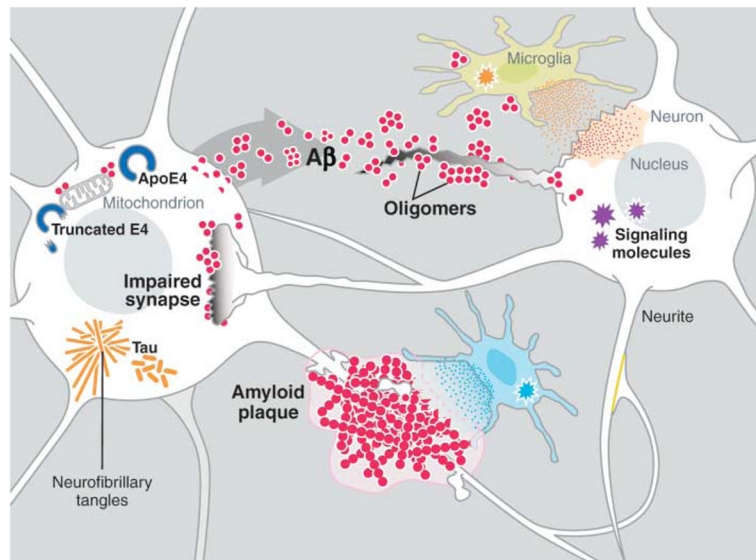 Microglia
Neuron
Nucleus
Aβ
ApoE4
Mitochondrion
Truncated E4
Oligomers
Signaling
molecules
Impaired
synapse
Neurite
Tau
Amyloid
plaque
Neurofibrillary
tangles